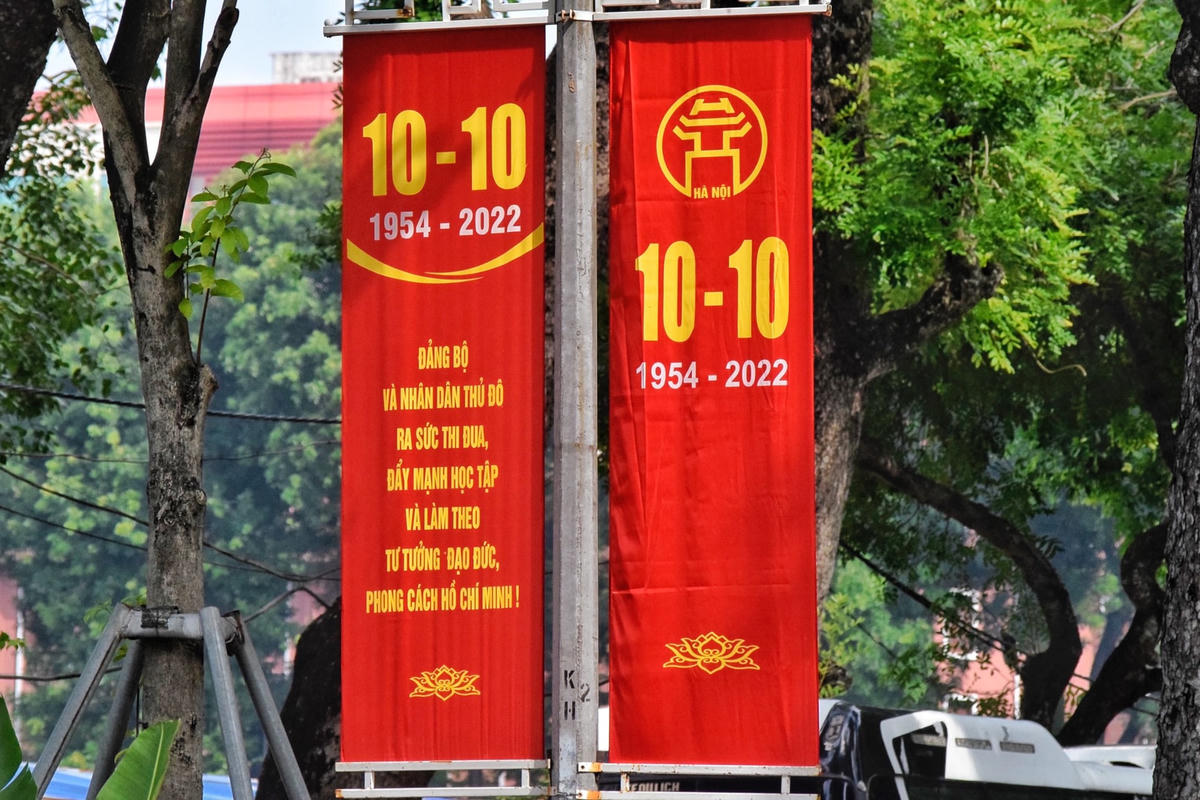 10-10
1954 - 2022
ĐẢNG BỘ
VÀ NHÂN DÂN THỦ ĐÔ
RA SỨC THI ĐUA,
ĐẨY MẠNH HỌC TẬP
VÀ LÀM THEO
TƯ TƯỞNG ĐẠO ĐỨC,
PHONG CÁCH HỒ CHÍ MINH !
HÀ NỘI
10-10
1954 - 2022
K2
H